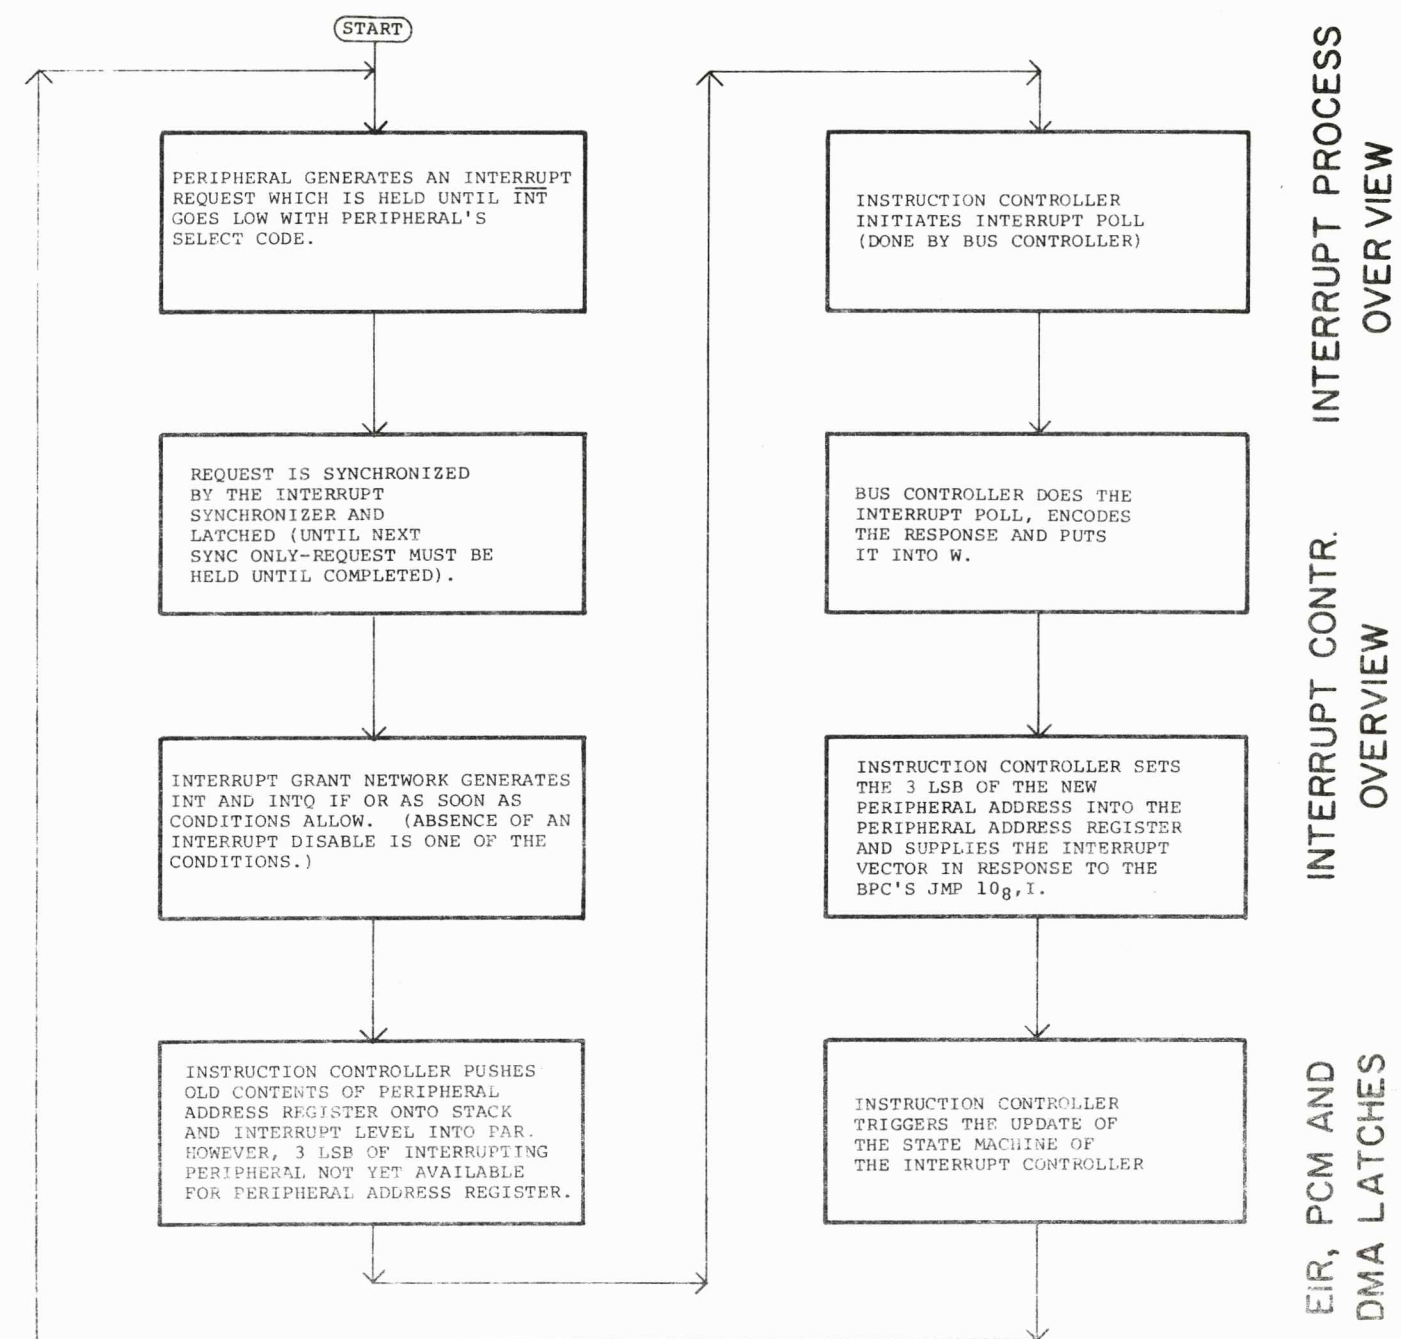 START
PERIPHERAL GENERATES AN INTERRUPT
REQUEST WHICH IS HELD UNTIL I̅N̅T̅
GOES LOW WITH PERIPHERAL'S
SELECT CODE.
REQUEST IS SYNCHRONIZED
BY THE INTERRUPT
SYNCHRONIZER AND
LATCHED (UNTIL NEXT
SYNC ONLY-REQUEST MUST BE
HELD UNTIL COMPLETED).
INTERRUPT GRANT NETWORK GENERATES
INT AND INTQ IF OR AS SOON AS
CONDITIONS ALLOW. (ABSENCE OF AN
INTERRUPT DISABLE IS ONE OF THE
CONDITIONS.)
INSTRUCTION CONTROLLER PUSHES
OLD CONTENTS OF PERIPHERAL
ADDRESS REGISTER ONTO STACK
AND INTERRUPT LEVEL INTO PAR.
HOWEVER, 3 LSB OF INTERRUPTING
PERIPHERAL NOT YET AVAILABLE
FOR PERIPHERAL ADDRESS REGISTER.
INSTRUCTION CONTROLLER
INITIATES INTERRUPT POLL
(DONE BY BUS CONTROLLER)
BUS CONTROLLER DOES THE
INTERRUPT POLL, ENCODES
THE RESPONSE AND PUTS
IT INTO W.
INSTRUCTION CONTROLLER SETS
THE 3 LSB OF THE NEW
PERIPHERAL ADDRESS INTO THE
PERIPHERAL ADDRESS REGISTER
AND SUPPLIES THE INTERRUPT
VECTOR IN RESPONSE TO THE
BPC'S JMP 10₈,I.
INSTRUCTION CONTROLLER
TRIGGERS THE UPDATE OF
THE STATE MACHINE OF
THE INTERRUPT CONTROLLER
INTERRUPT PROCESS
OVERVIEW
INTERRUPT CONTR.
OVERVIEW
EIR, PCM AND
DMA LATCHES